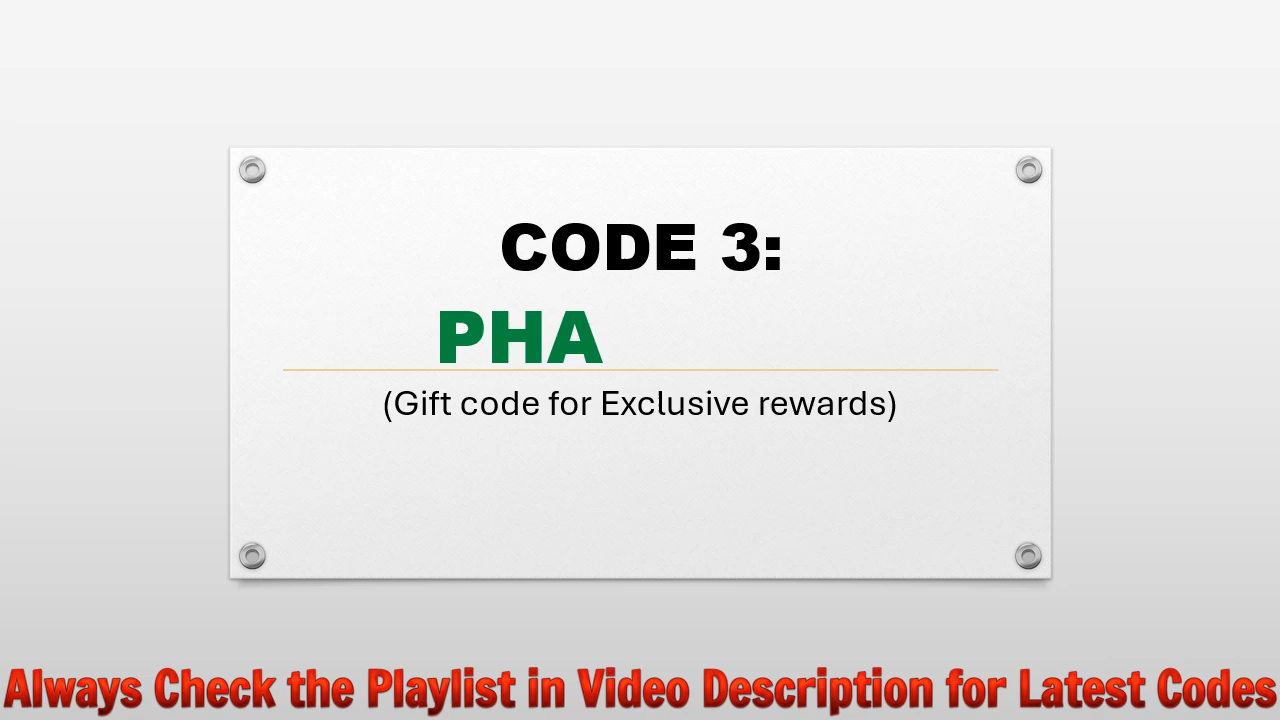 CODE 3:
PHA
(Gift code for Exclusive rewards)
Always Check the Playlist in Video Description for Latest Codes